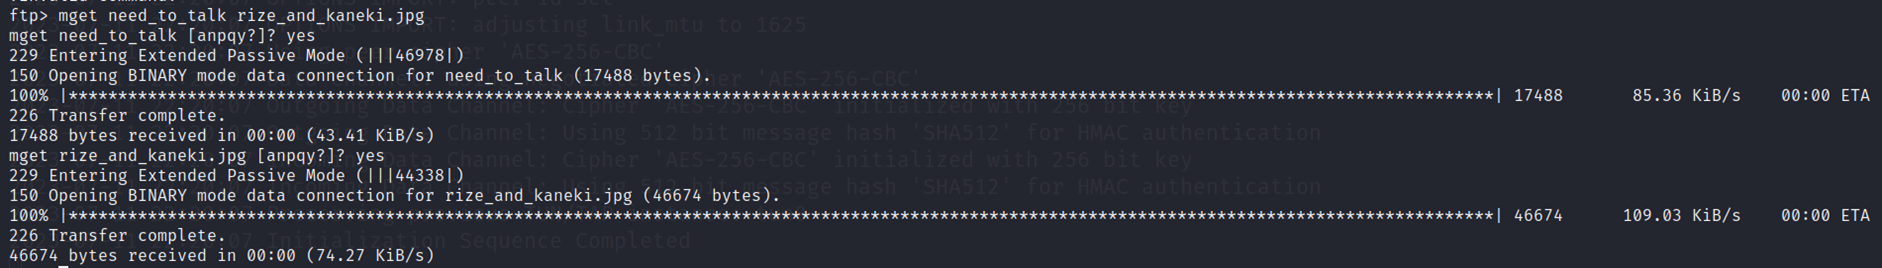 ftp> mget need_to_talk rize_and_kaneki.jpg
mget need_to_talk [anpqy?]? yes
229 Entering Extended Passive Mode (|||46978|)
150 Opening BINARY mode data connection for need_to_talk (17488 bytes).
100% |***********************************************************************************************************************************************| 17488       85.36 KiB/s    00:00 ETA
226 Transfer complete.
17488 bytes received in 00:00 (43.41 KiB/s)
mget rize_and_kaneki.jpg [anpqy?]? yes
229 Entering Extended Passive Mode (|||44338|)
150 Opening BINARY mode data connection for rize_and_kaneki.jpg (46674 bytes).
100% |***********************************************************************************************************************************************| 46674      109.03 KiB/s    00:00 ETA
226 Transfer complete.
46674 bytes received in 00:00 (74.27 KiB/s)